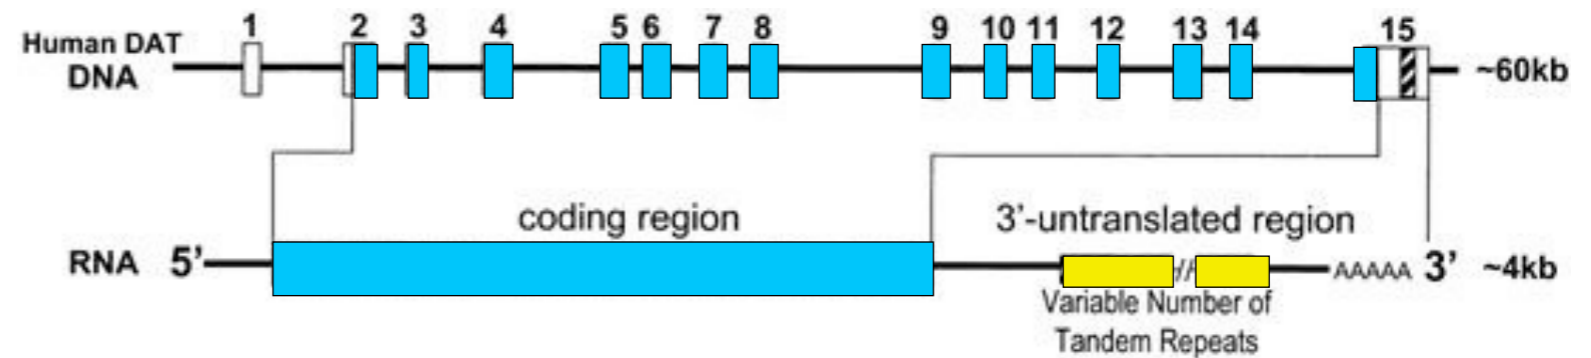 1 2 3 4 5 6 7 8 9 10 11 12 13 14 15
Human DAT
DNA
~60kb
coding region
3'-untranslated region
RNA 5'
AAAAA 3' ~4kb
Variable Number of
Tandem Repeats